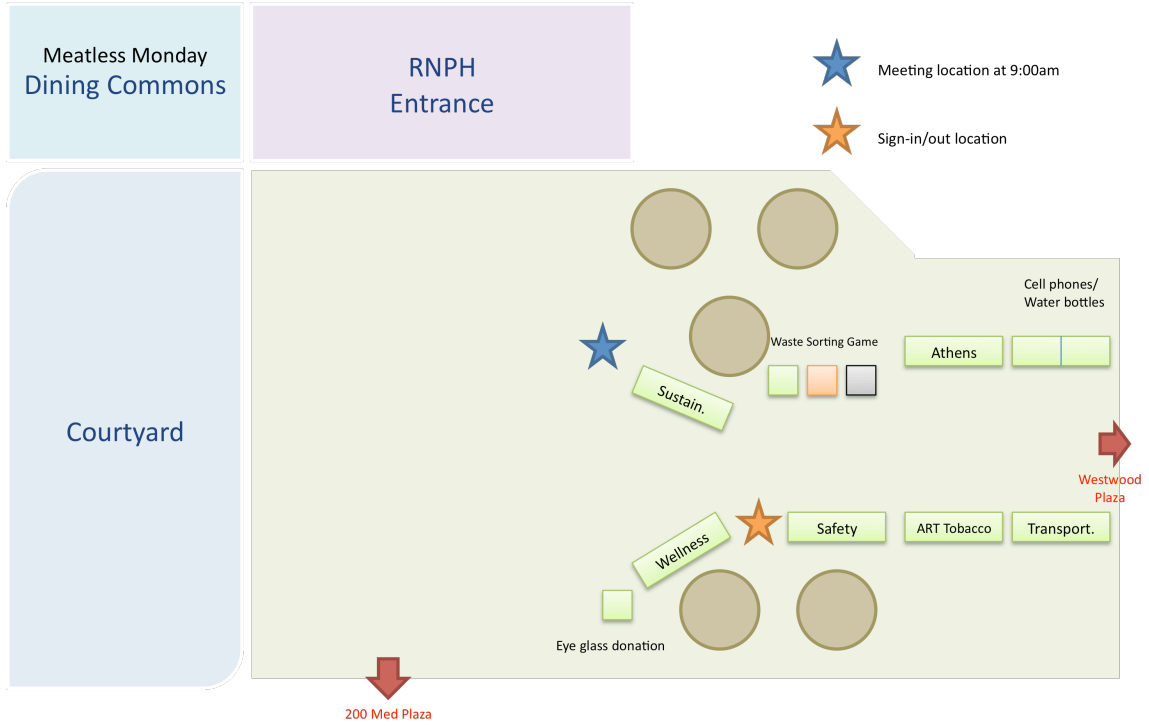 Meatless Monday
Dining Commons
RNPH
Entrance
Meeting location at 9:00am
Sign-in/out location
Cell phones/
Water bottles
Waste Sorting Game
Athens
Sustain.
Courtyard
Westwood
Plaza
Wellness
Safety
ART Tobacco
Transport.
Eye glass donation
200 Med Plaza